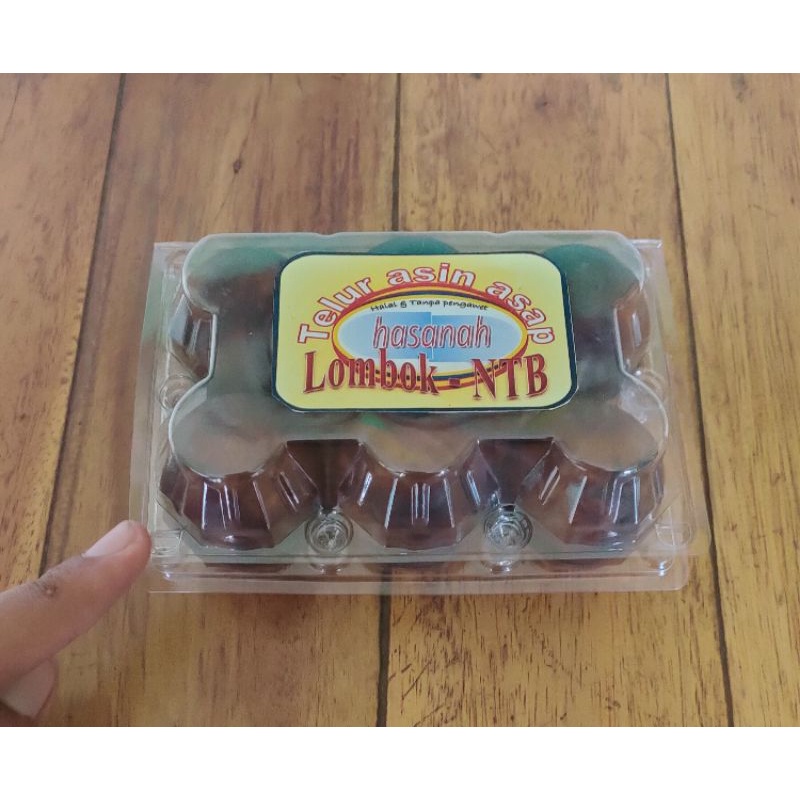 Telur asin asap
Halal & Tanpa pengawet
hasanah
Lombok - NTB